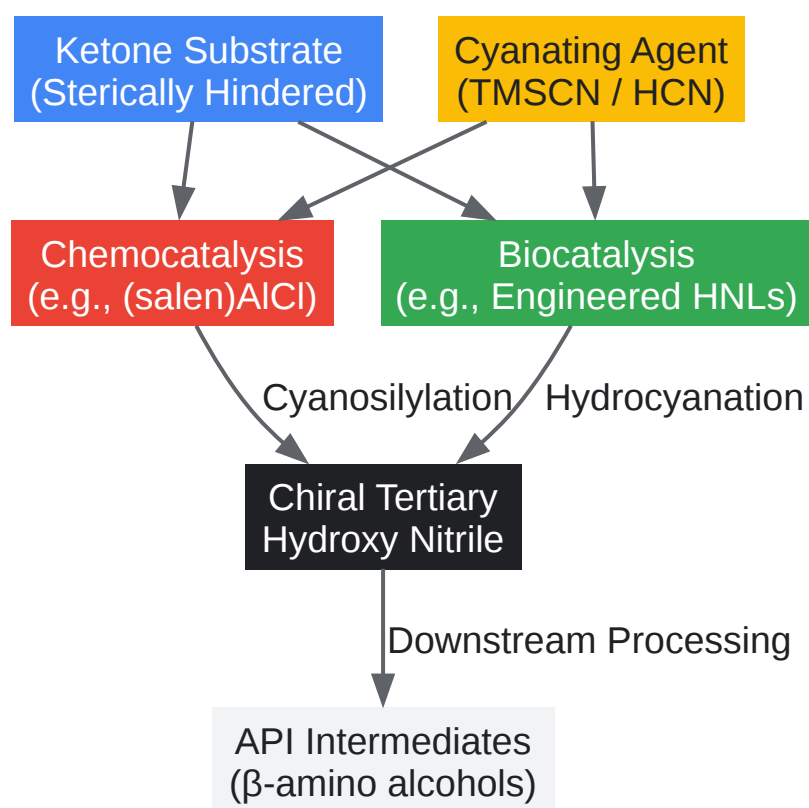 Ketone Substrate
(Sterically Hindered)
Cyanating Agent
(TMSCN / HCN)
Chemocatalysis
(e.g., (salen)AlCl)
Biocatalysis
(e.g., Engineered HNLs)
Cyanosilylation
Hydrocyanation
Chiral Tertiary
Hydroxy Nitrile
Downstream Processing
API Intermediates
(β-amino alcohols)